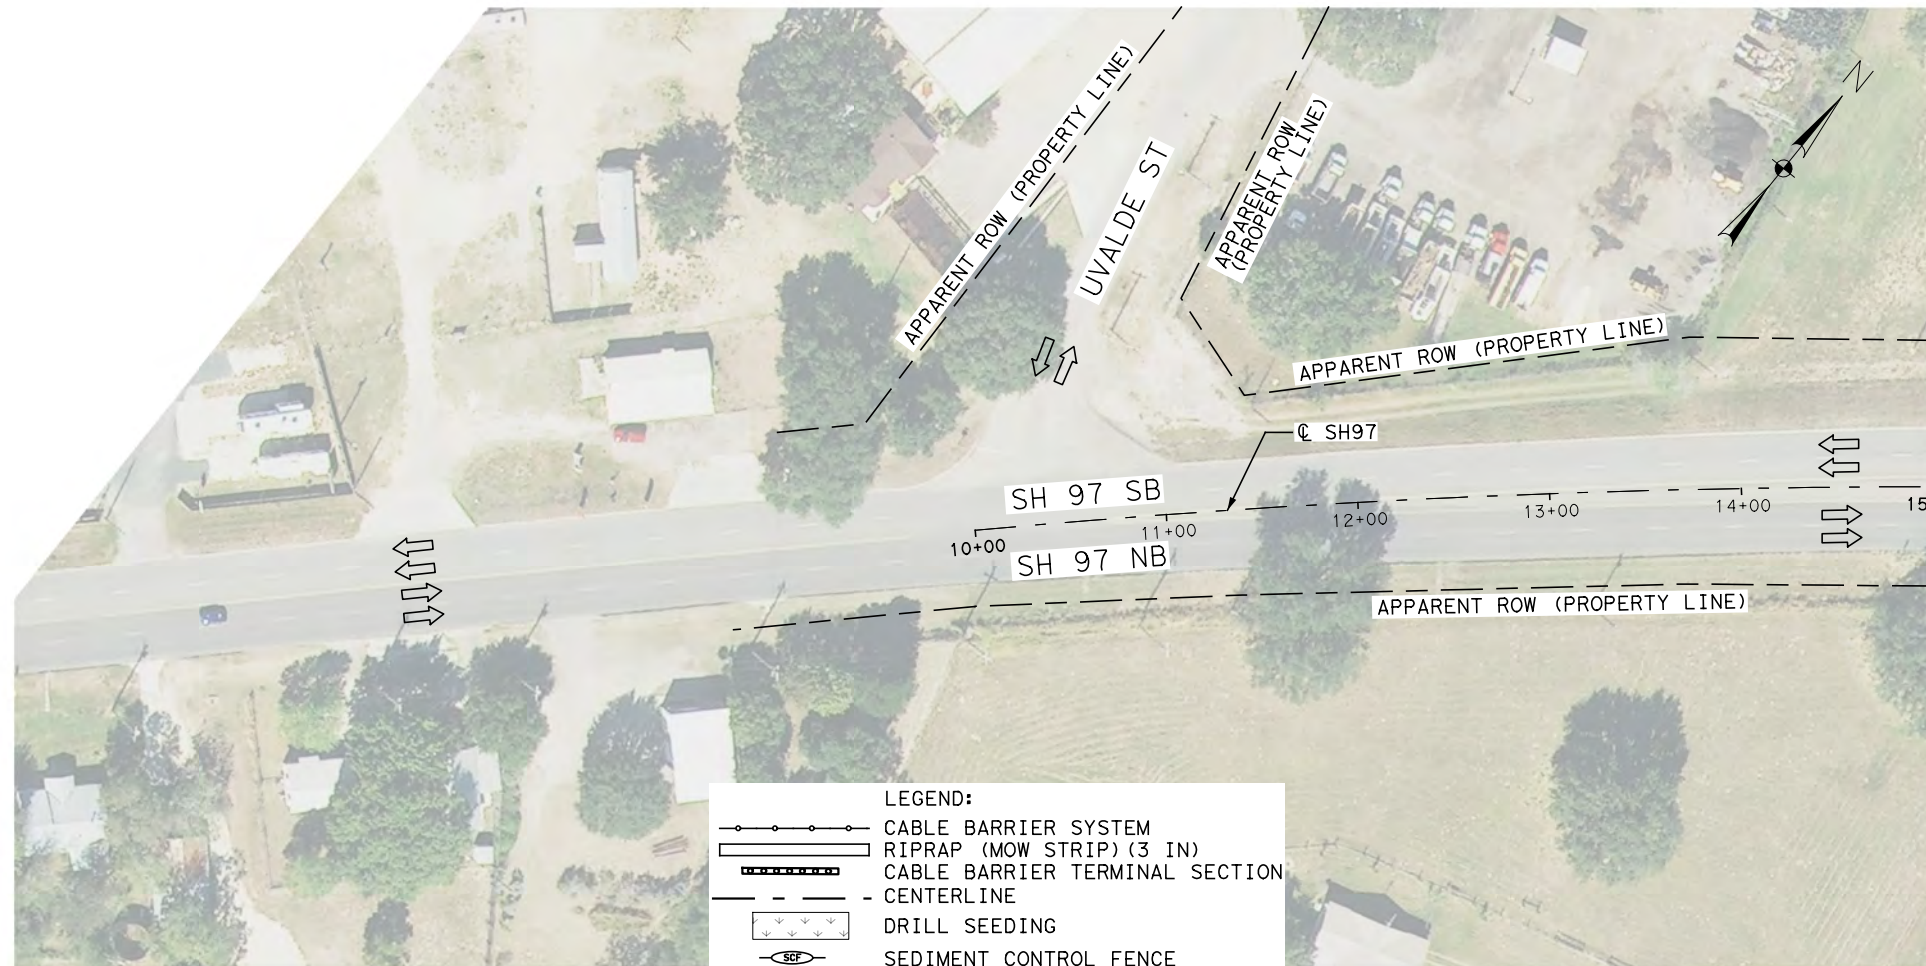 N
APPARENT ROW (PROPERTY LINE)
UVALDE ST
APPARENT ROW
(PROPERTY LINE)
APPARENT ROW (PROPERTY LINE)
℄ SH97
SH 97 SB
10+00
11+00
12+00
13+00
14+00
15
SH 97 NB
APPARENT ROW (PROPERTY LINE)
LEGEND:
CABLE BARRIER SYSTEM
RIPRAP (MOW STRIP)(3 IN)
CABLE BARRIER TERMINAL SECTION
CENTERLINE
DRILL SEEDING
SCF SEDIMENT CONTROL FENCE